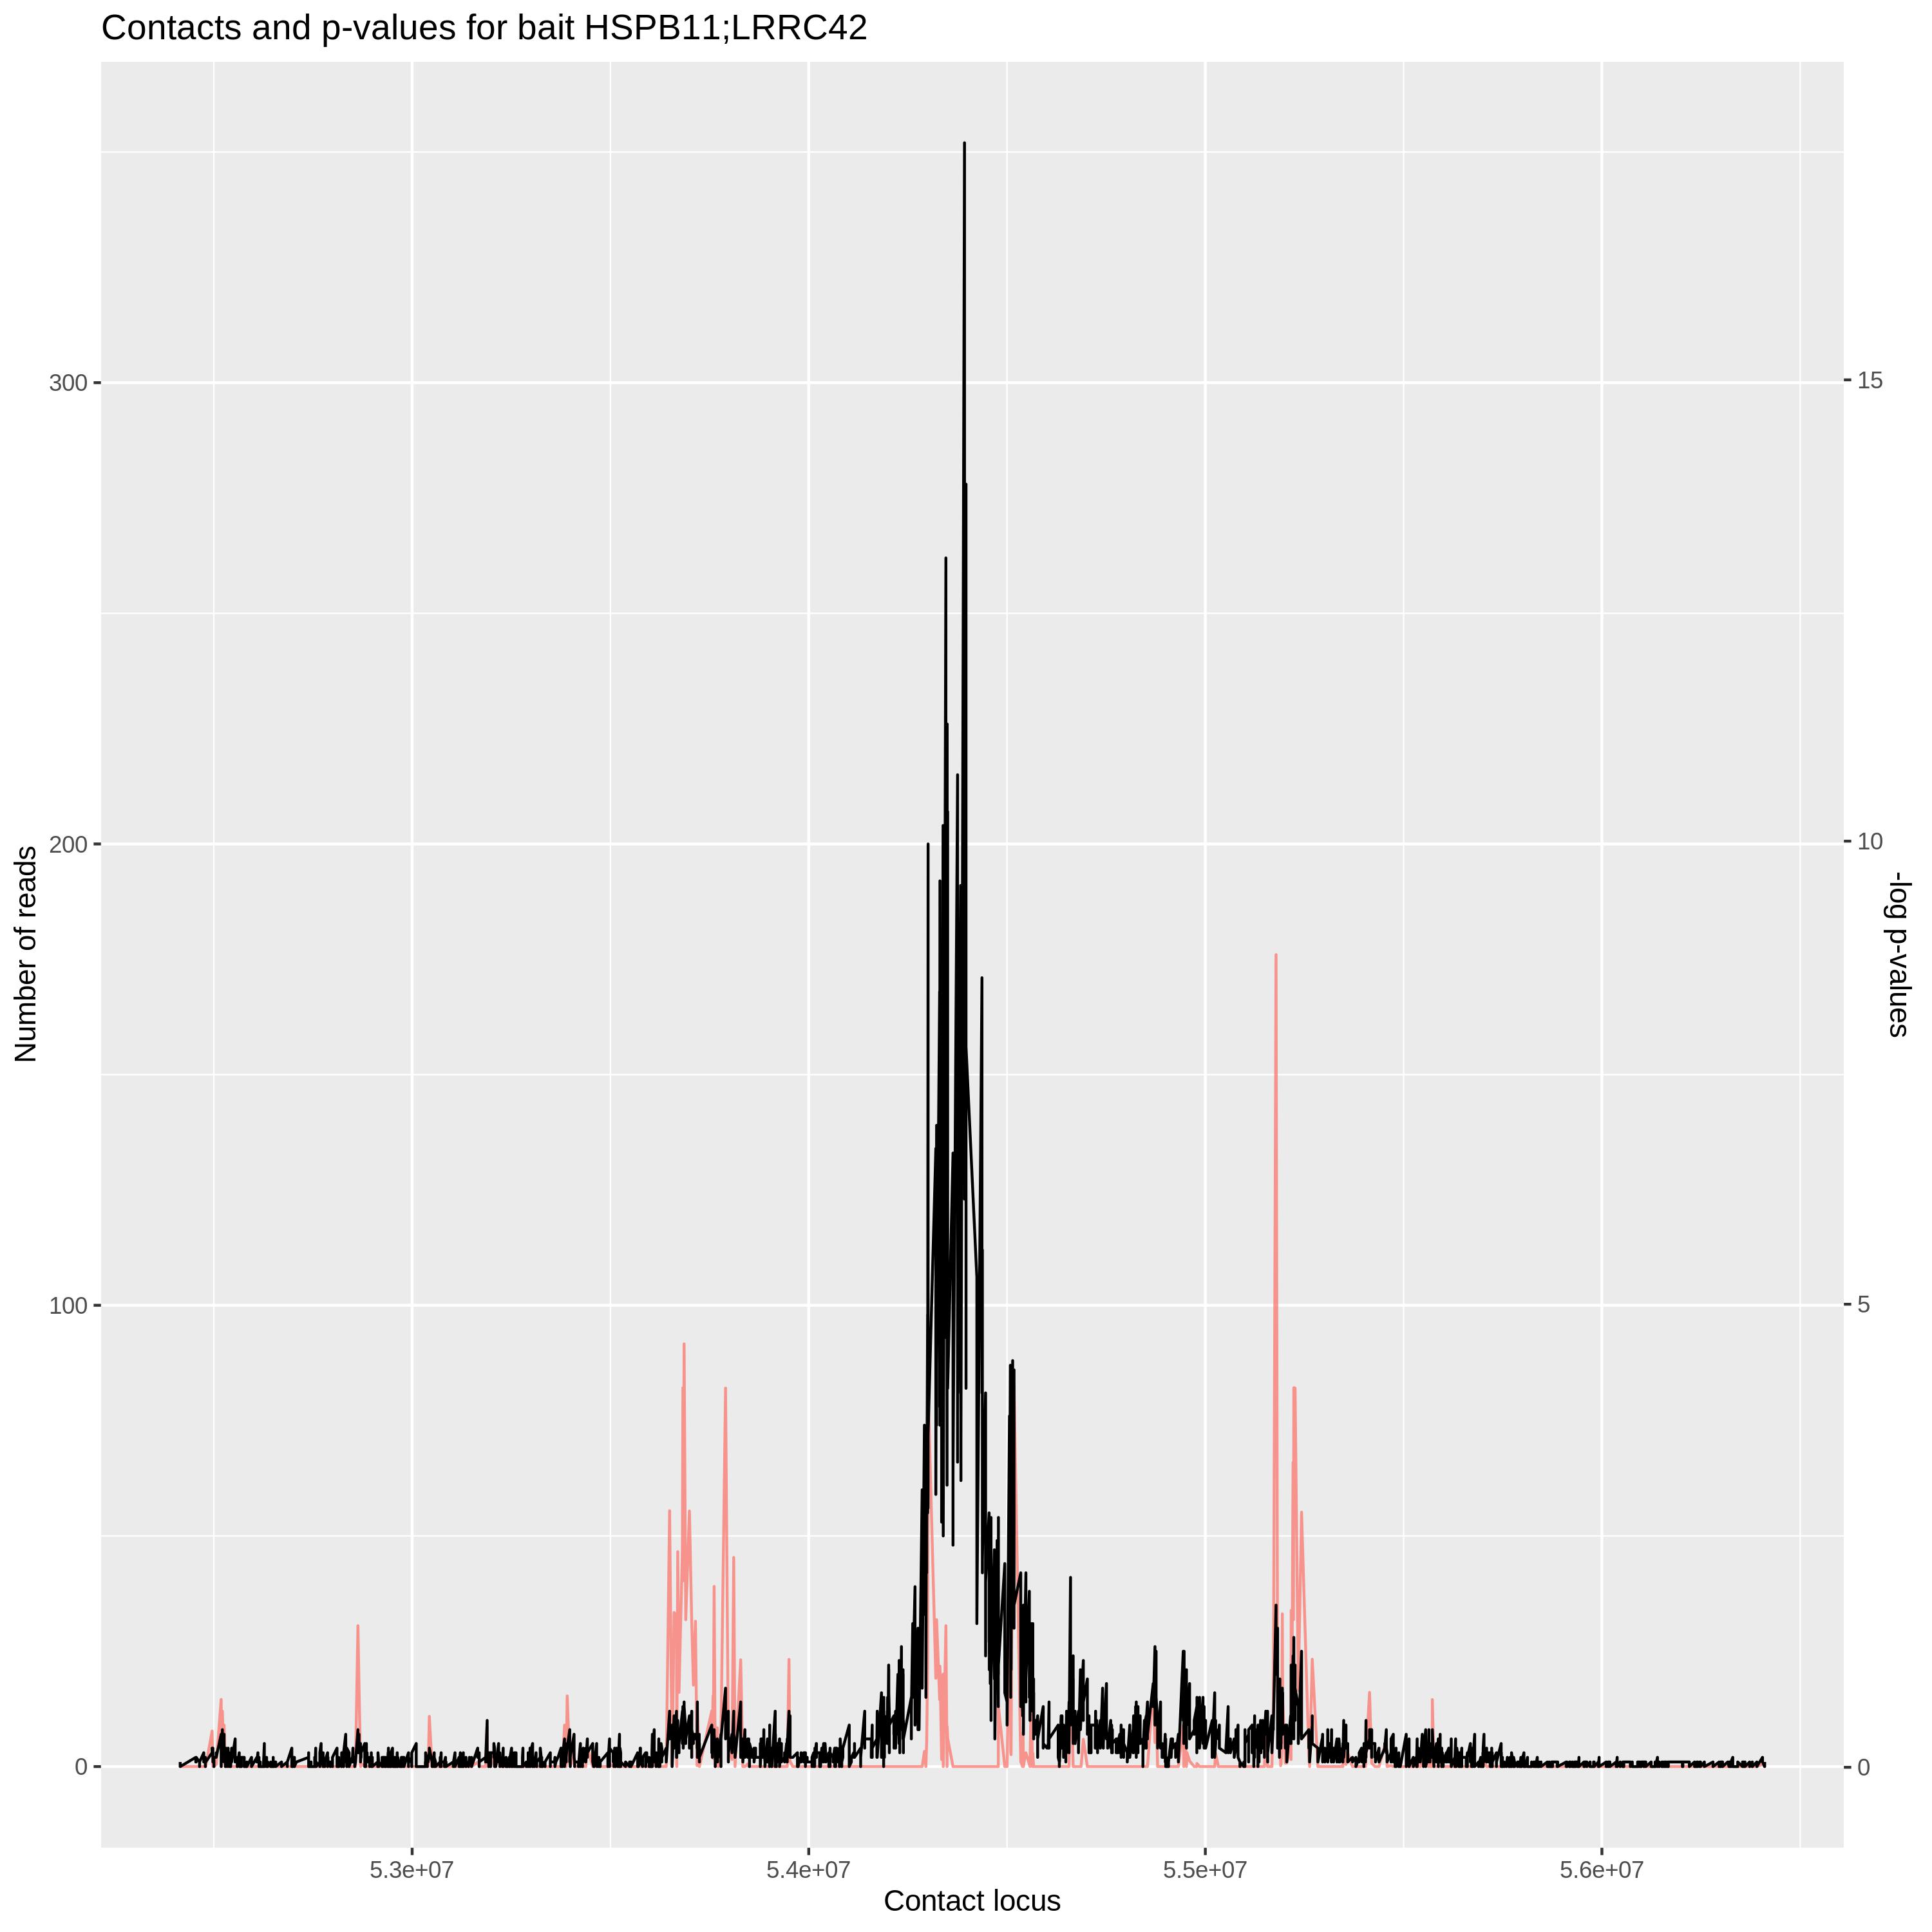 Contacts and p-values for bait HSPB11;LRRC42
300
200
100
0
Number of reads
15
10
5
0
-log p-values
5.3e+07
5.4e+07
5.5e+07
5.6e+07
Contact locus